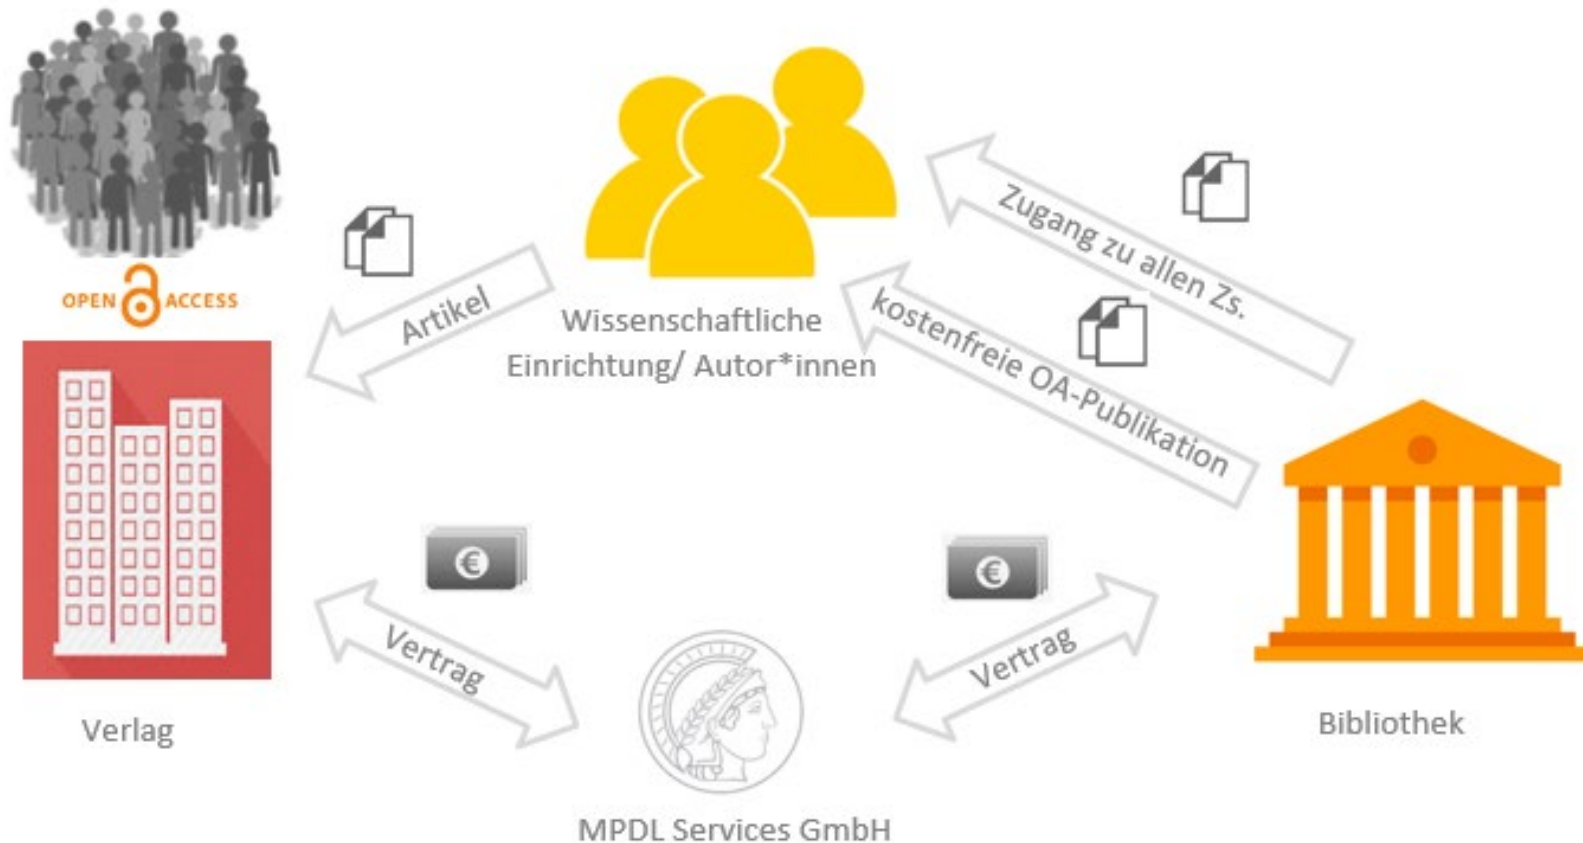 OPEN ACCESS
Artikel
Wissenschaftliche
Einrichtung/ Autor*innen
Zugang zu allen Zs.
kostenfreie OA-Publikation
€
€
Vertrag
Vertrag
Verlag
Bibliothek
MPDL Services GmbH